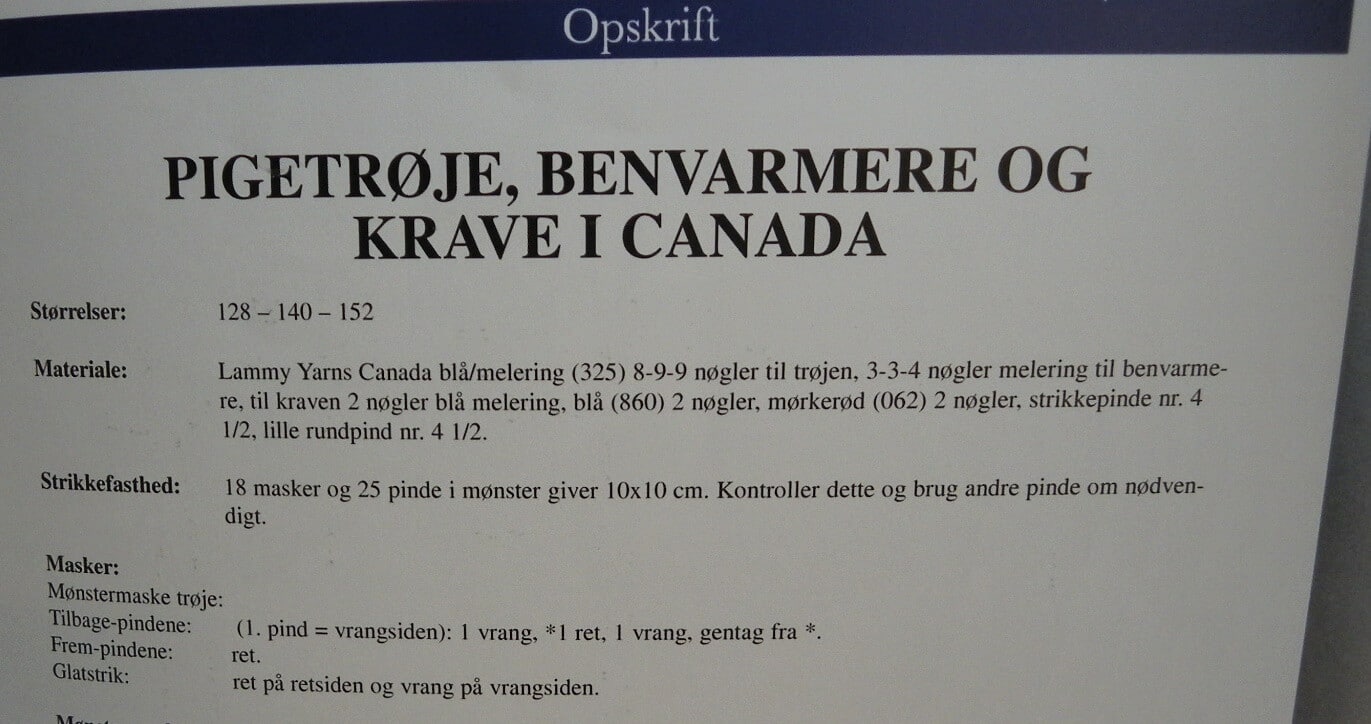 Opskrift
PIGETRØJE, BENVARMERE OG
KRAVE I CANADA
Størrelser: 128 – 140 – 152
Materiale: Lammy Yarns Canada blå/melering (325) 8-9-9 nøgler til trøjen, 3-3-4 nøgler melering til benvarme-
re, til kraven 2 nøgler blå melering, blå (860) 2 nøgler, mørkerød (062) 2 nøgler, strikkepinde nr. 4
1/2, lille rundpind nr. 4 1/2.
Strikkefasthed: 18 masker og 25 pinde i mønster giver 10x10 cm. Kontroller dette og brug andre pinde om nødven-
digt.
Masker:
Mønstermaske trøje:
Tilbage-pindene: (1. pind = vrangsiden): 1 vrang, *1 ret, 1 vrang, gentag fra *.
Frem-pindene: ret.
Glatstrik: ret på retsiden og vrang på vrangsiden.